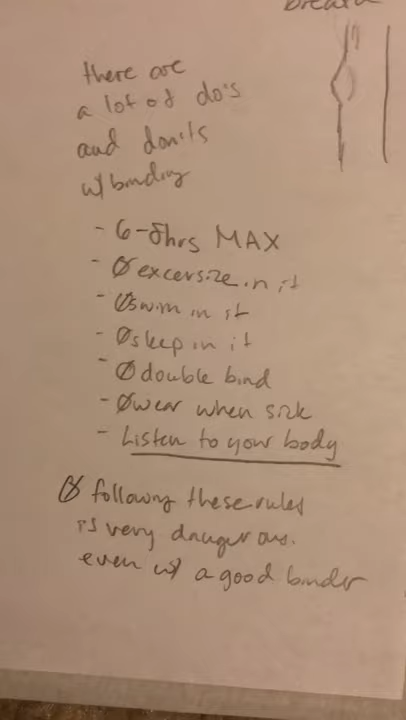 breath
there are
a lot of do's
and don'ts
w/ binding
- 6-8hrs MAX
- Ø excersize in it
- Ø swim in it
- Ø sleep in it
- Ø double bind
- Ø wear when sick
- Listen to your body
Ø following these rules
is very dangerous.
even w/ a good binder